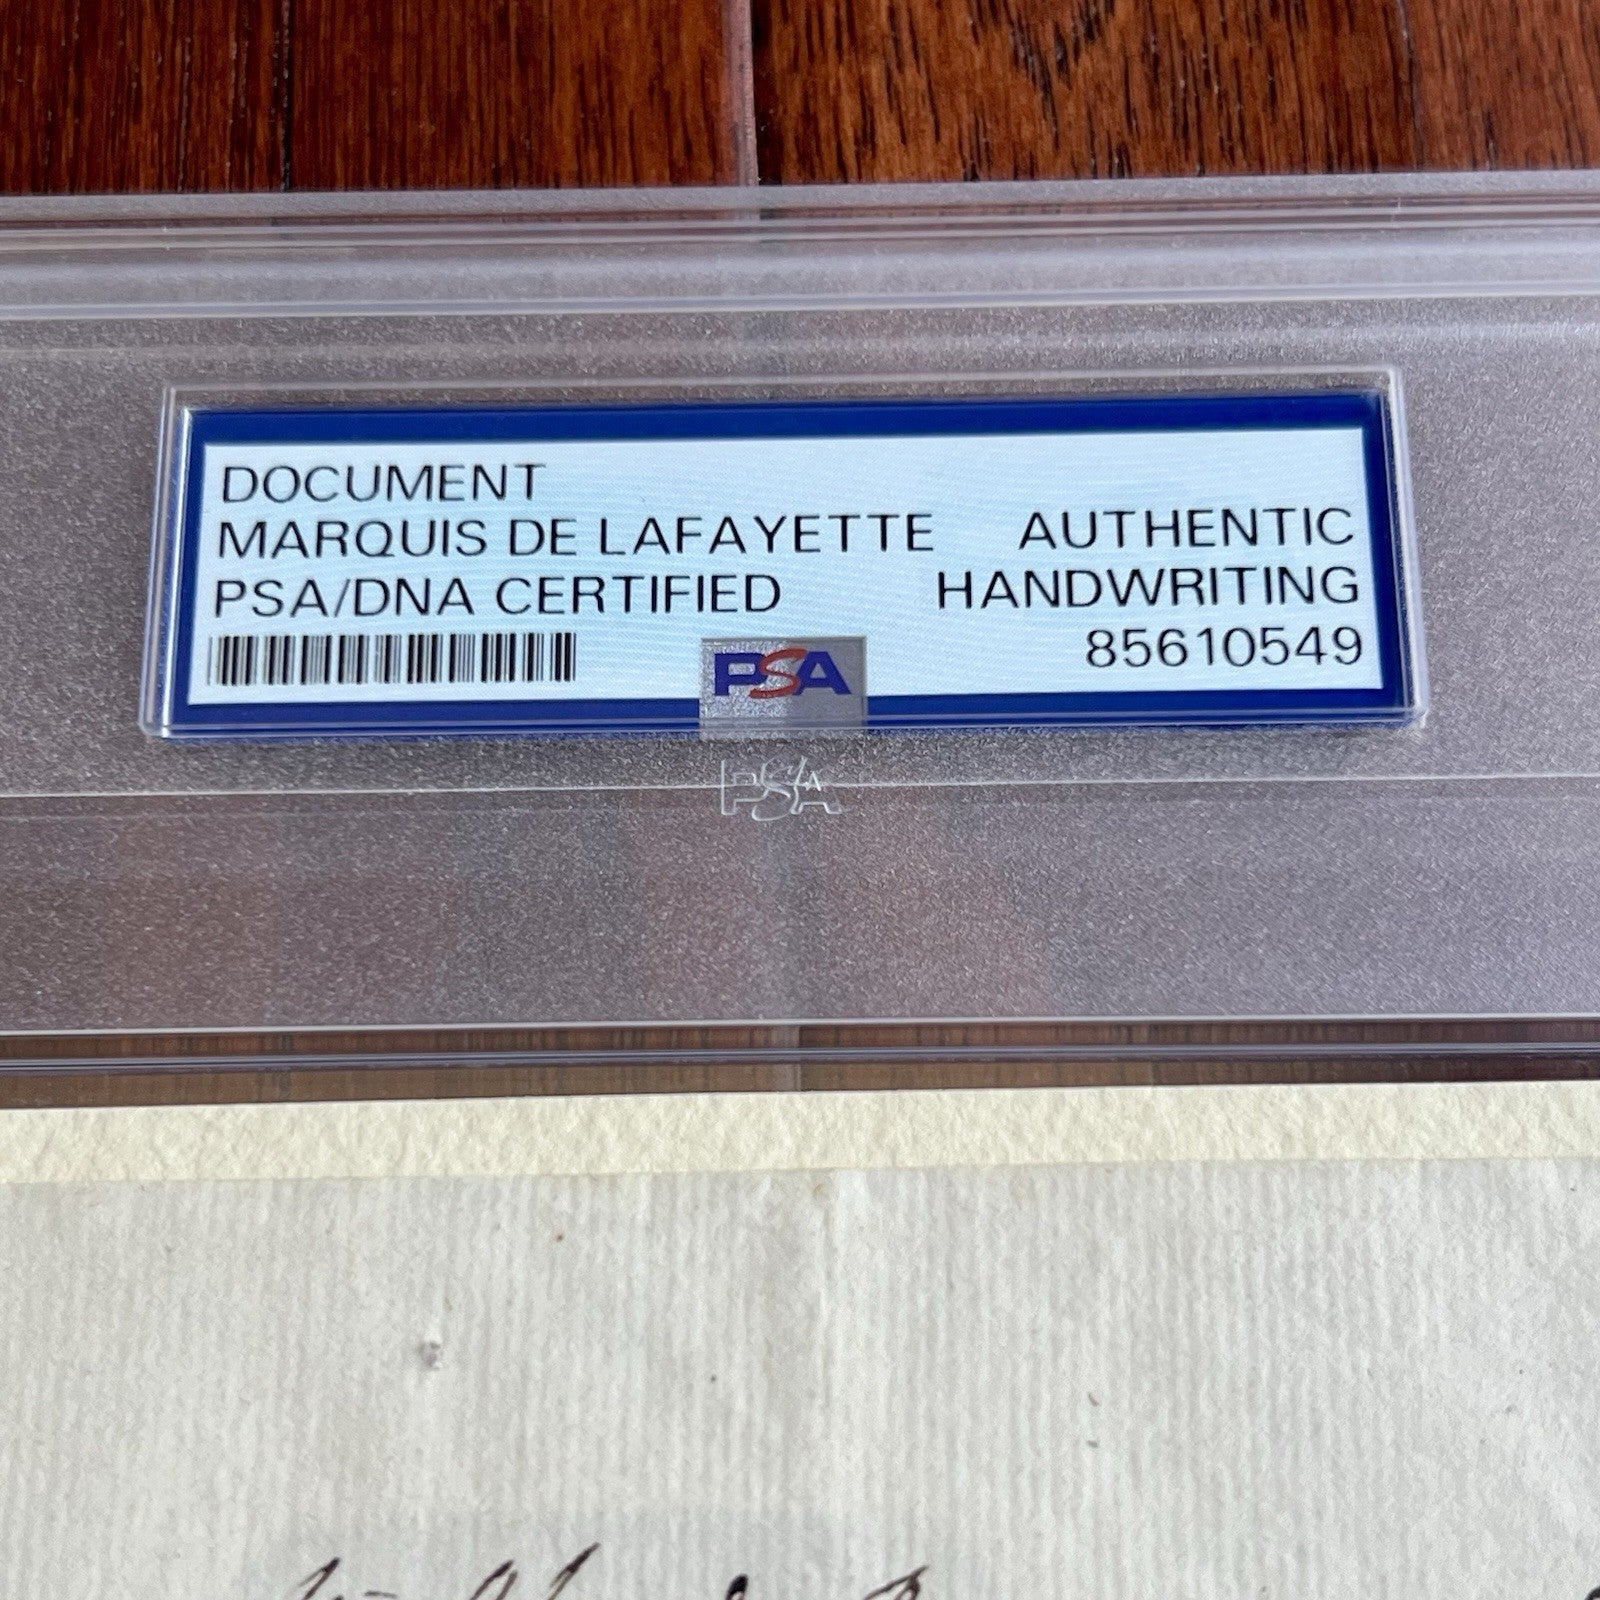 DOCUMENT
MARQUIS DE LAFAYETTE AUTHENTIC
PSA/DNA CERTIFIED HANDWRITING
85610549
PSA
PSA